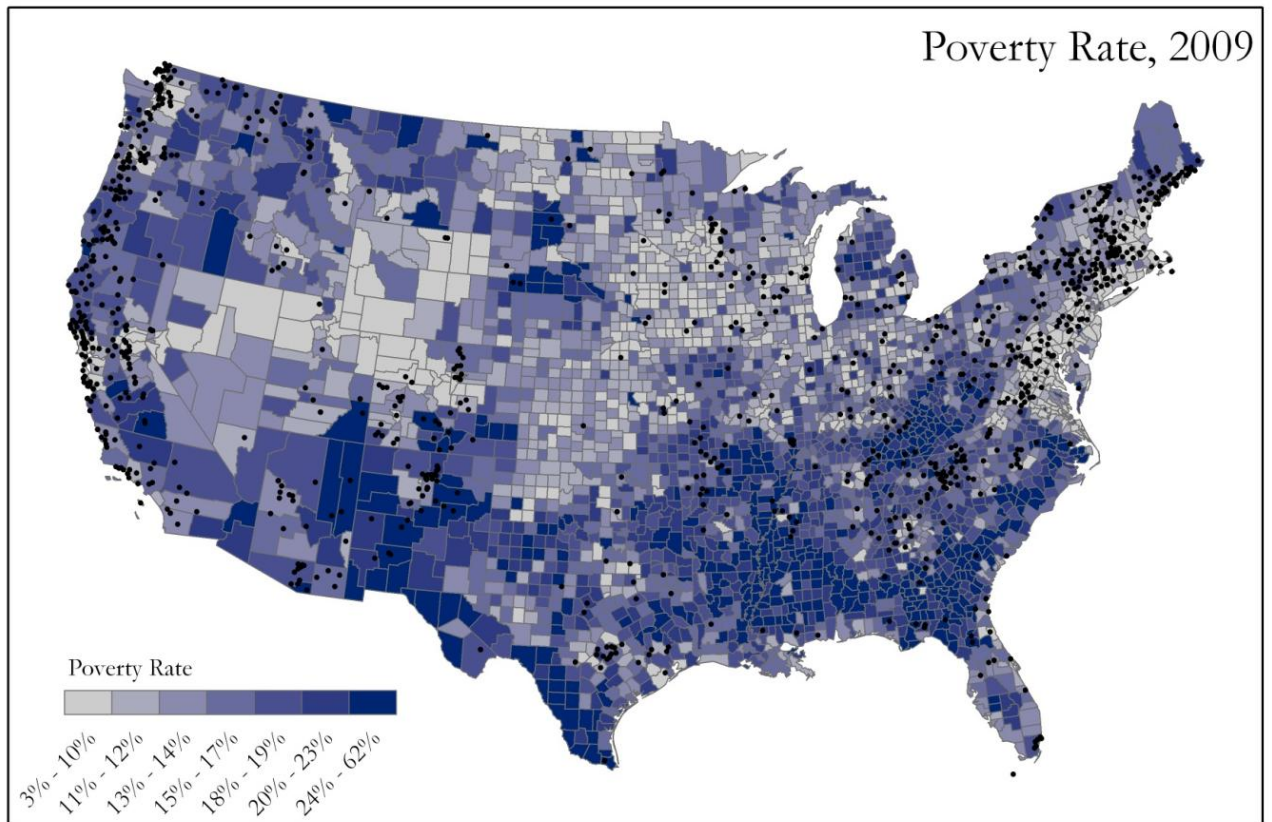 Poverty Rate, 2009
Poverty Rate
3% - 10%
11% - 12%
13% - 14%
15% - 17%
18% - 19%
20% - 23%
24% - 62%